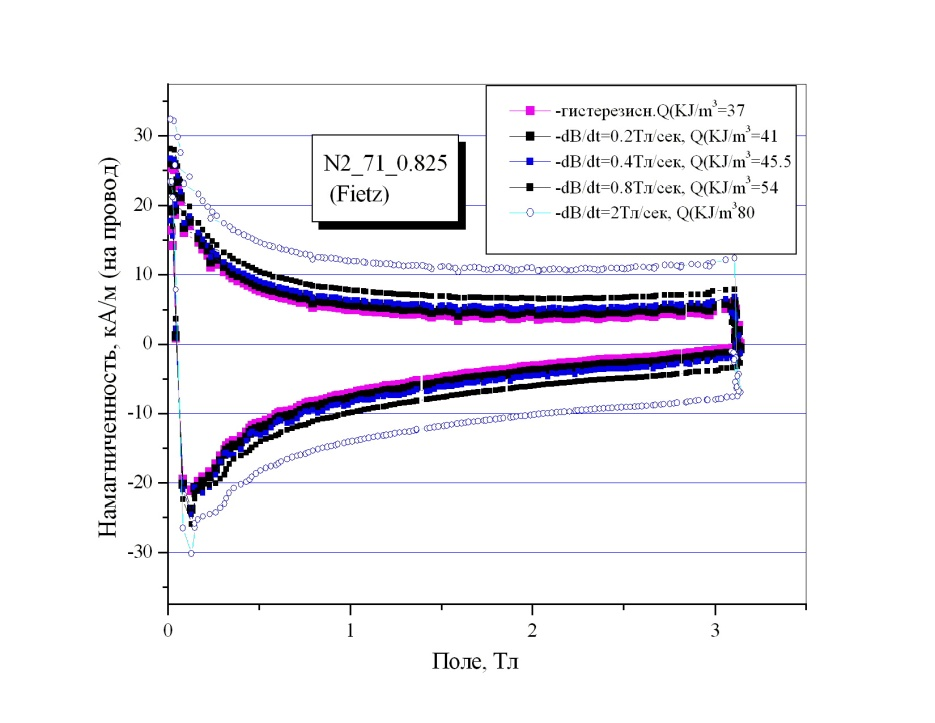 -гистерезисн.Q(KJ/m³=37
-dB/dt=0.2Тл/сек, Q(KJ/m³=41
-dB/dt=0.4Тл/сек, Q(KJ/m³=45.5
-dB/dt=0.8Тл/сек, Q(KJ/m³=54
-dB/dt=2Тл/сек, Q(KJ/m³80
N2_71_0.825
(Fietz)
Намагниченность, кА/м (на провод)
30
20
10
0
-10
-20
-30
0 1 2 3
Поле, Тл